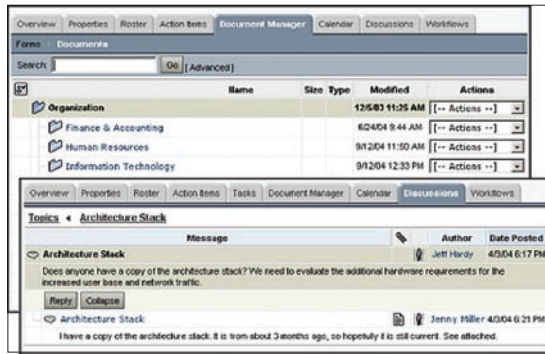 Overview Properties Roster Action Items Document Manager Calendar Discussions Workflows
Forms Documents
Search: Go [Advanced]
Name Size Type Modified Actions
Organization 12/5/03 11:25 AM [-- Actions --]
Finance & Accounting 6/24/04 9:44 AM [-- Actions --]
Human Resources 9/12/04 11:50 AM [-- Actions --]
Information Technology 9/12/04 12:33 PM [-- Actions --]
Overview Properties Roster Action Items Tasks Document Manager Calendar Discussions Workflows
Topics Architecture Stack
Message Author Date Posted
Architecture Stack Jeff Hardy 4/3/04 6:17 PM
Does anyone have a copy of the architecture stack? We need to evaluate the additional hardware requirements for the
increased user base and network traffic.
Reply Collapse
Architecture Stack Jenny Miller 4/3/04 6:21 PM
I have a copy of the architecture stack. It is from about 3 months ago, so hopefully it is still current. See attached.